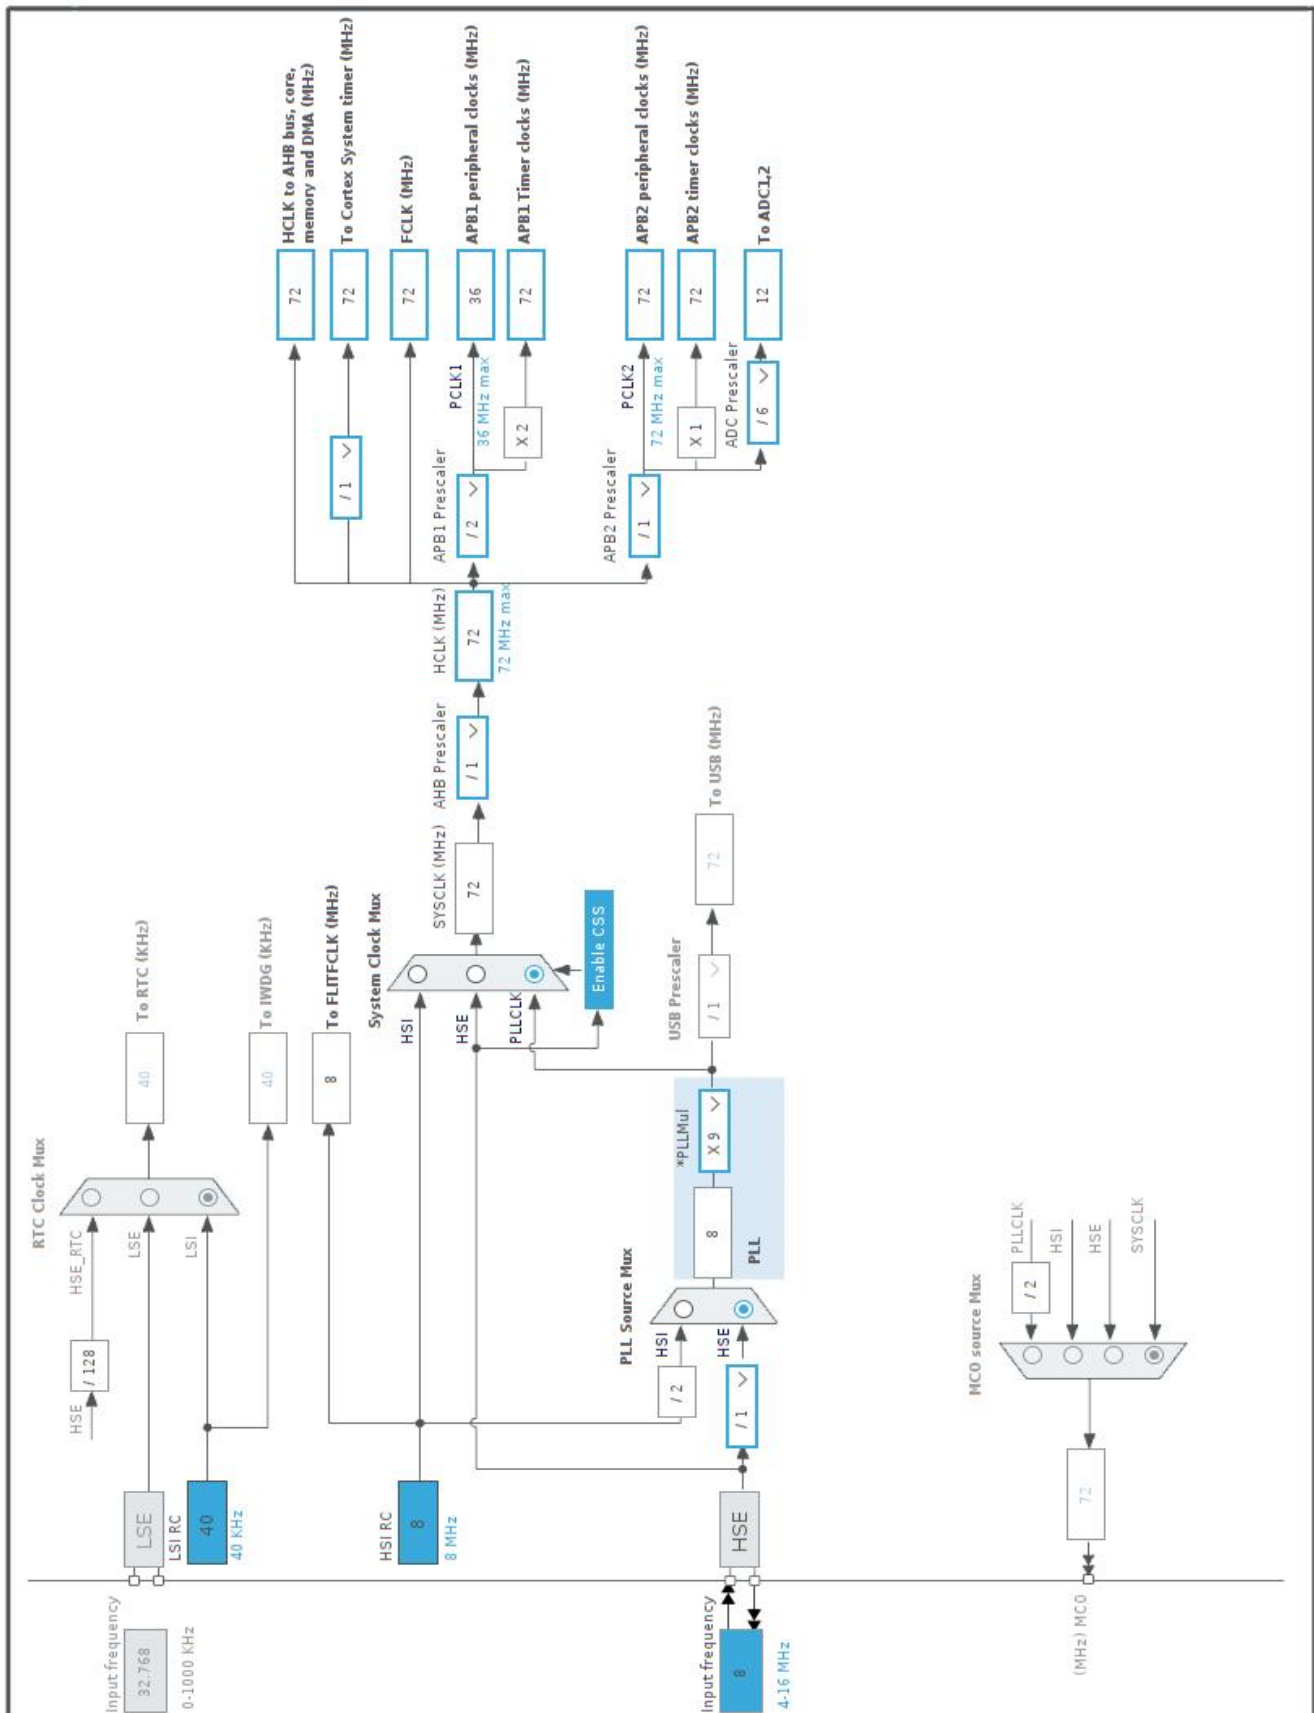 RTC Clock Mux
HSE
/ 128
HSE_RTC
To RTC (KHz)
40
Input frequency
32.768
0-1000 KHz
LSE
LSE
LSI RC
40
40 KHz
LSI
To IWDG (KHz)
40
To FLITFCLK (MHz)
8
HSI RC
8
8 MHz
System Clock Mux
HSI
HSE
PLLCLK
Enable CSS
SYSCLK (MHz)
72
AHB Prescaler
/ 1
HCLK (MHz)
72
72 MHz max
HCLK to AHB bus, core,
memory and DMA (MHz)
72
/ 1
72
To Cortex System timer (MHz)
72
FCLK (MHz)
APB1 Prescaler
/ 2
PCLK1
36 MHz max
36
APB1 peripheral clocks (MHz)
X 2
72
APB1 Timer clocks (MHz)
APB2 Prescaler
/ 1
PCLK2
72 MHz max
72
APB2 peripheral clocks (MHz)
X 1
72
APB2 timer clocks (MHz)
ADC Prescaler
/ 6
12
To ADC1,2
PLL Source Mux
HSI
/ 2
HSE
/ 1
8
*PLLMul
X 9
PLL
USB Prescaler
/ 1
72
To USB (MHz)
Input frequency
8
4-16 MHz
HSE
MCO source Mux
PLLCLK
/ 2
HSI
HSE
SYSCLK
72
(MHz) MCO